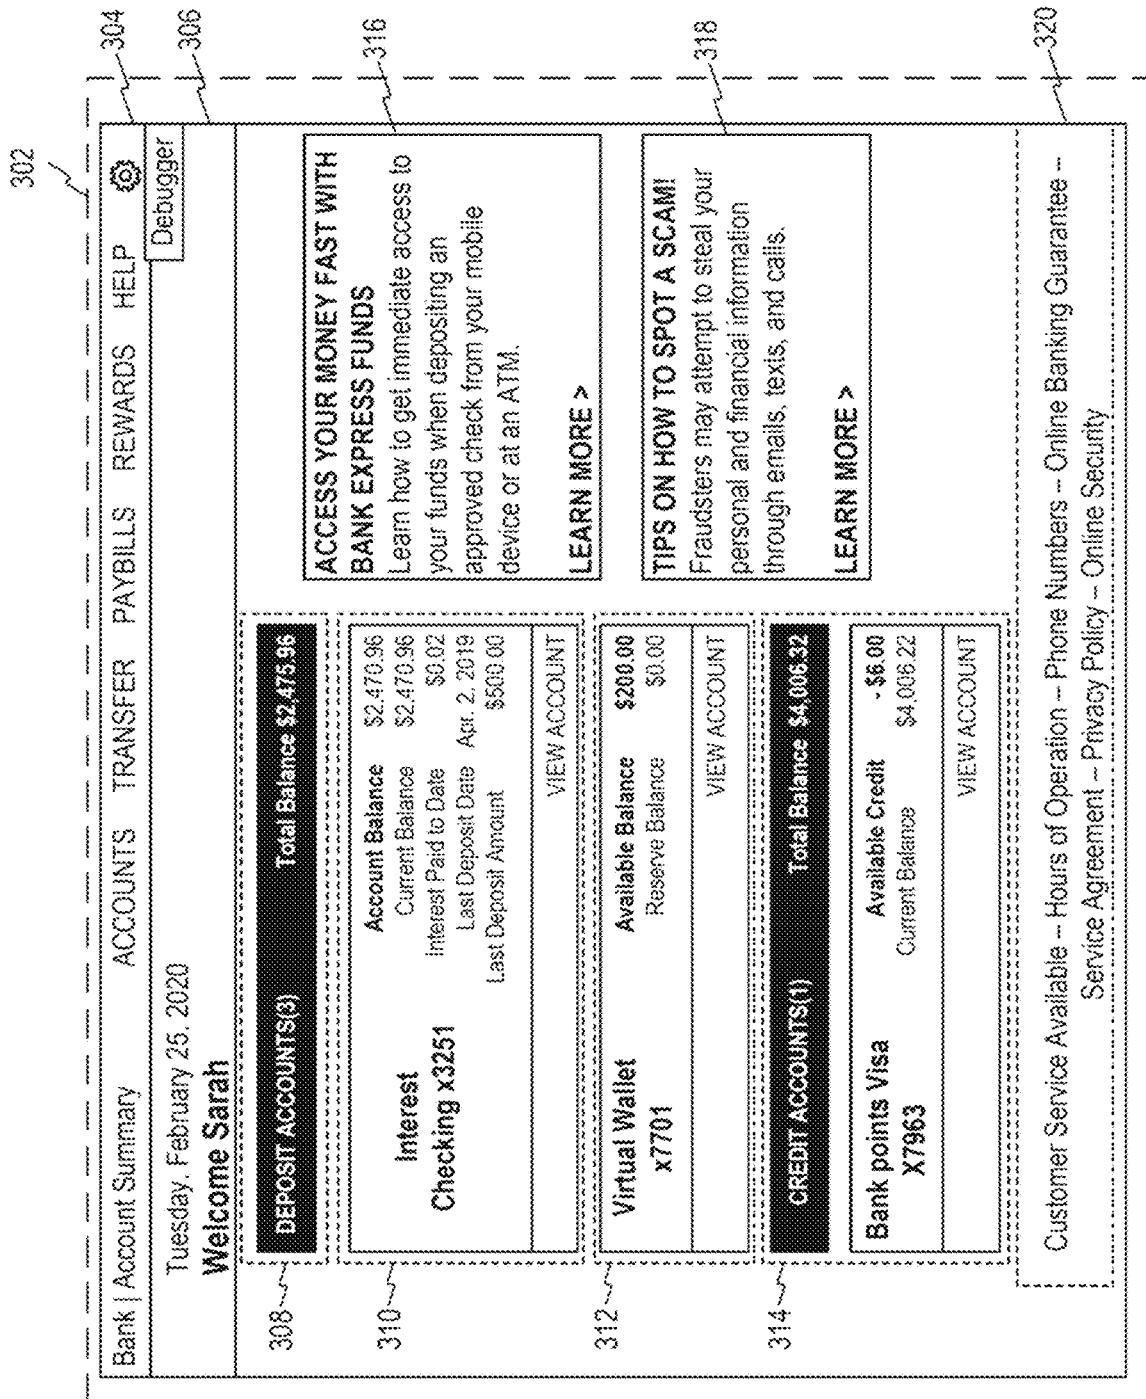 302
304
Bank | Account Summary ACCOUNTS TRANSFER PAYBILLS REWARDS HELP
Debugger
306
Tuesday, February 25, 2020
Welcome Sarah
308
DEPOSIT ACCOUNTS(3) Total Balance $2,475.96
310
Interest
Checking x3251
Account Balance $2,470.96
Current Balance $2,470.96
Interest Paid to Date $0.02
Last Deposit Date Apr. 2, 2019
Last Deposit Amount $500.00
VIEW ACCOUNT
312
Virtual Wallet
x7701
Available Balance $200.00
Reserve Balance $0.00
VIEW ACCOUNT
314
CREDIT ACCOUNTS(1) Total Balance
Bank points Visa
X7963
Available Credit - $6.00
Current Balance $4,006.22
VIEW ACCOUNT
316
ACCESS YOUR MONEY FAST WITH
BANK EXPRESS FUNDS
Learn how to get immediate access to
your funds when depositing an
approved check from your mobile
device or at an ATM.
LEARN MORE >
318
TIPS ON HOW TO SPOT A SCAM!
Fraudsters may attempt to steal your
personal and financial information
through emails, texts, and calls.
LEARN MORE >
320
Customer Service Available – Hours of Operation – Phone Numbers – Online Banking Guarantee –
Service Agreement – Privacy Policy – Online Security